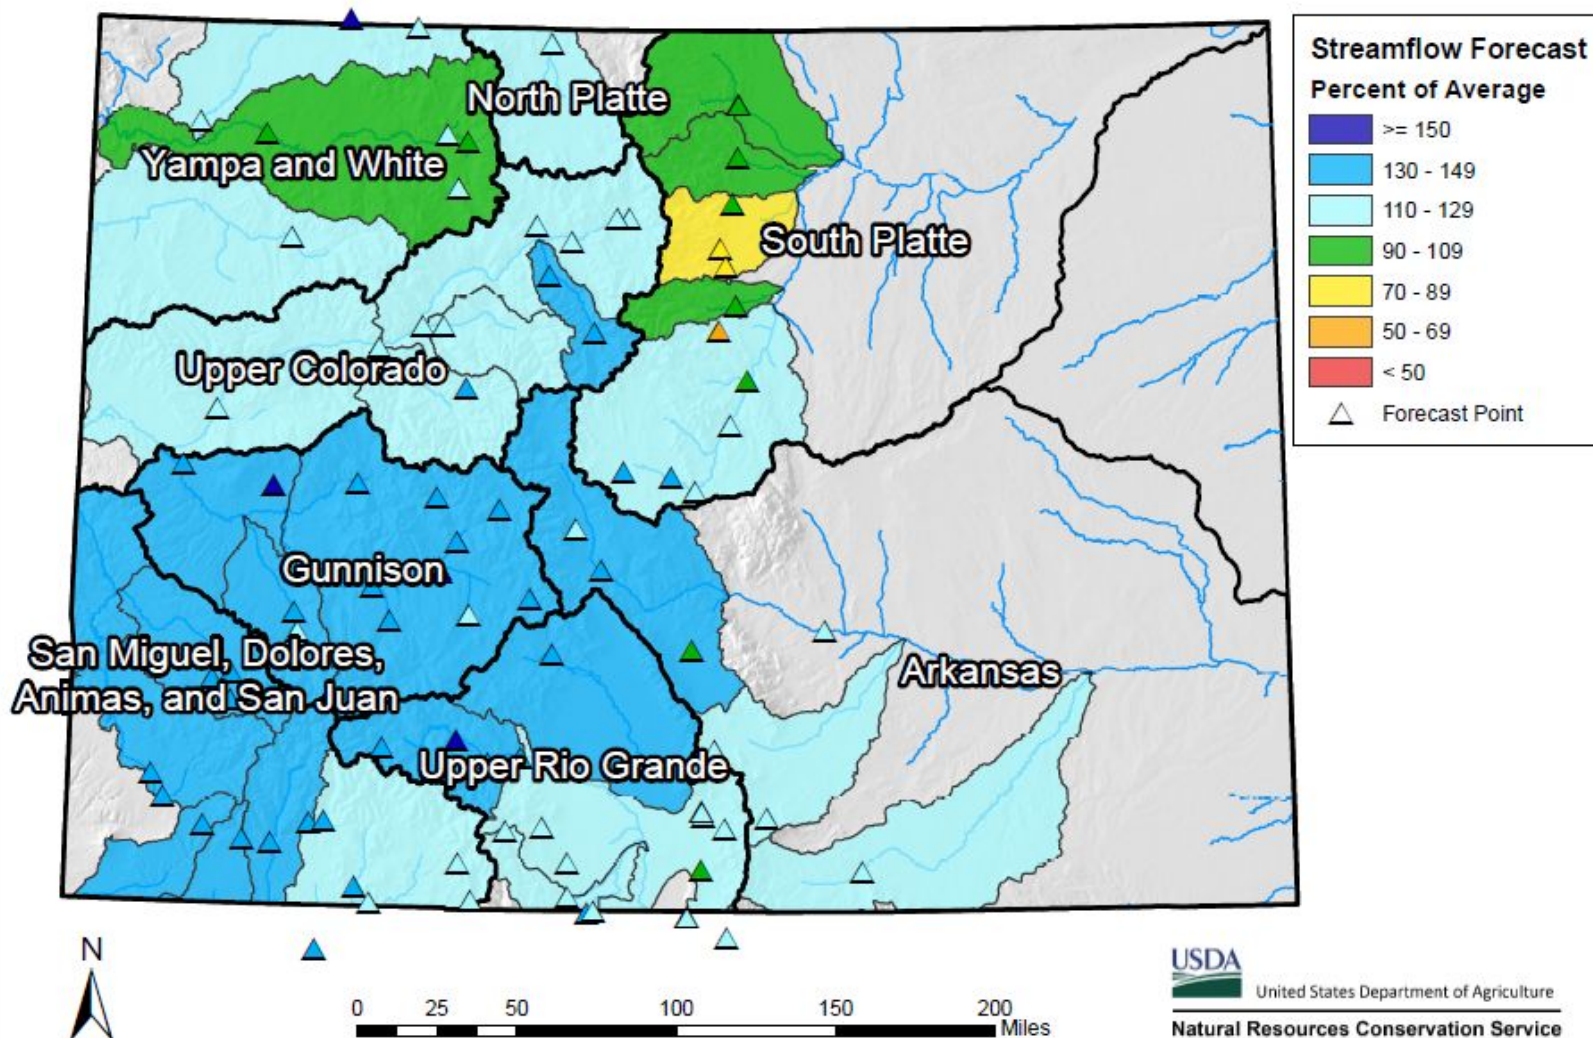 Streamflow Forecast
Percent of Average
>= 150
130 - 149
110 - 129
90 - 109
70 - 89
50 - 69
< 50
Forecast Point
North Platte
Yampa and White
South Platte
Upper Colorado
Gunnison
San Miguel, Dolores,
Animas, and San Juan
Arkansas
Upper Rio Grande
N
0 25 50 100 150 200
Miles
USDA
United States Department of Agriculture
Natural Resources Conservation Service